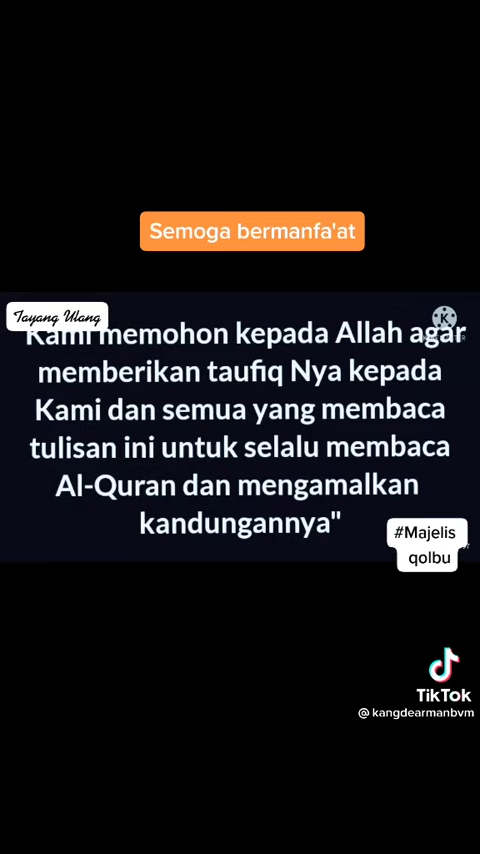 Semoga bermanfa'at
Tayang Ulang
Kami memohon kepada Allah agar
memberikan taufiq Nya kepada
Kami dan semua yang membaca
tulisan ini untuk selalu membaca
Al-Quran dan mengamalkan
kandungannya"
#Majelis
qolbu
TikTok
@kangdearmanbvm